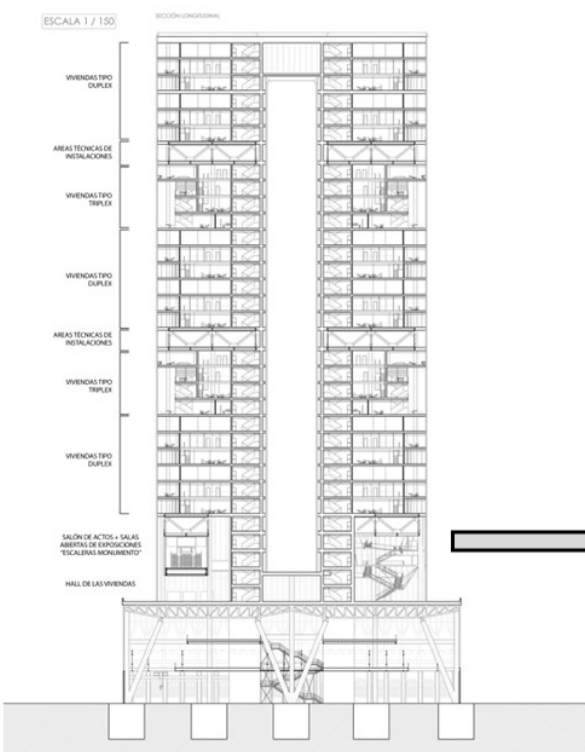 ESCALA 1 / 150
SECCIÓN LONGITUDINAL
VIVIENDAS TIPO
DUPLEX
AREAS TÉCNICAS DE
INSTALACIONES
VIVIENDAS TIPO
TRIPLEX
VIVIENDAS TIPO
DUPLEX
AREAS TÉCNICAS DE
INSTALACIONES
VIVIENDAS TIPO
TRIPLEX
VIVIENDAS TIPO
DUPLEX
SALÓN DE ACTOS + SALAS
ABIERTAS DE EXPOSICIONES
"ESCALERAS MONUMENTO"
HALL DE LAS VIVIENDAS